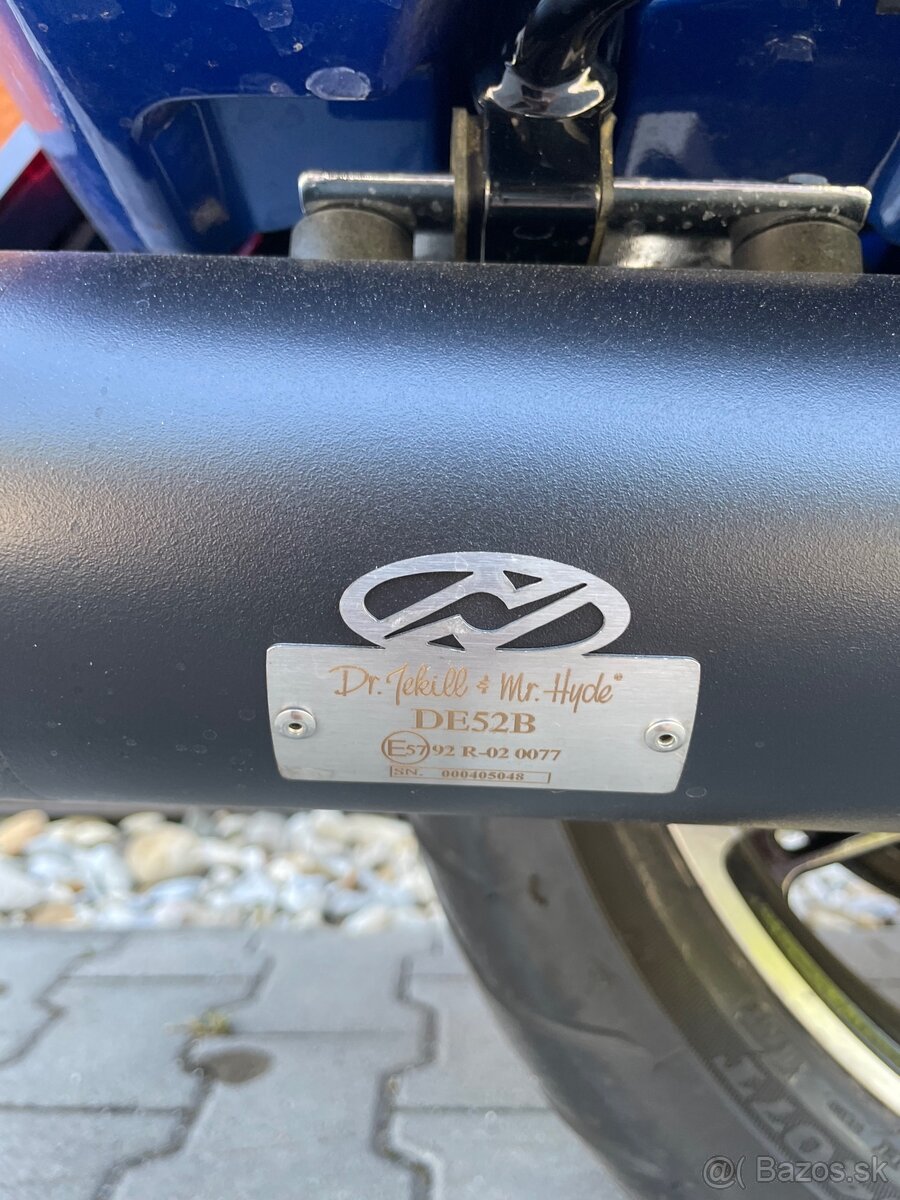 Dr. Jekill & Mr. Hyde®
DE52B
E57 92 R-02 0077
SN. 000405048
@( Bazos.sk